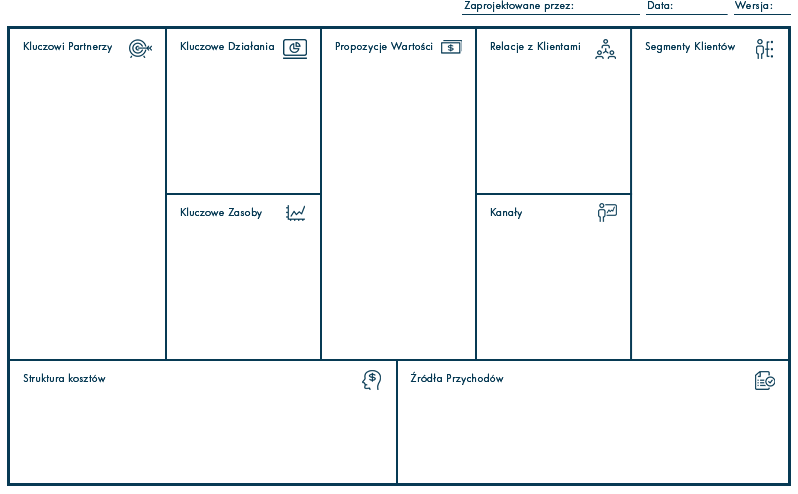 Zaprojektowane przez: Data: Wersja:
Kluczowi Partnerzy
Kluczowe Działania
Propozycje Wartości
Relacje z Klientami
Segmenty Klientów
Kluczowe Zasoby
Kanały
Struktura kosztów
Źródła Przychodów